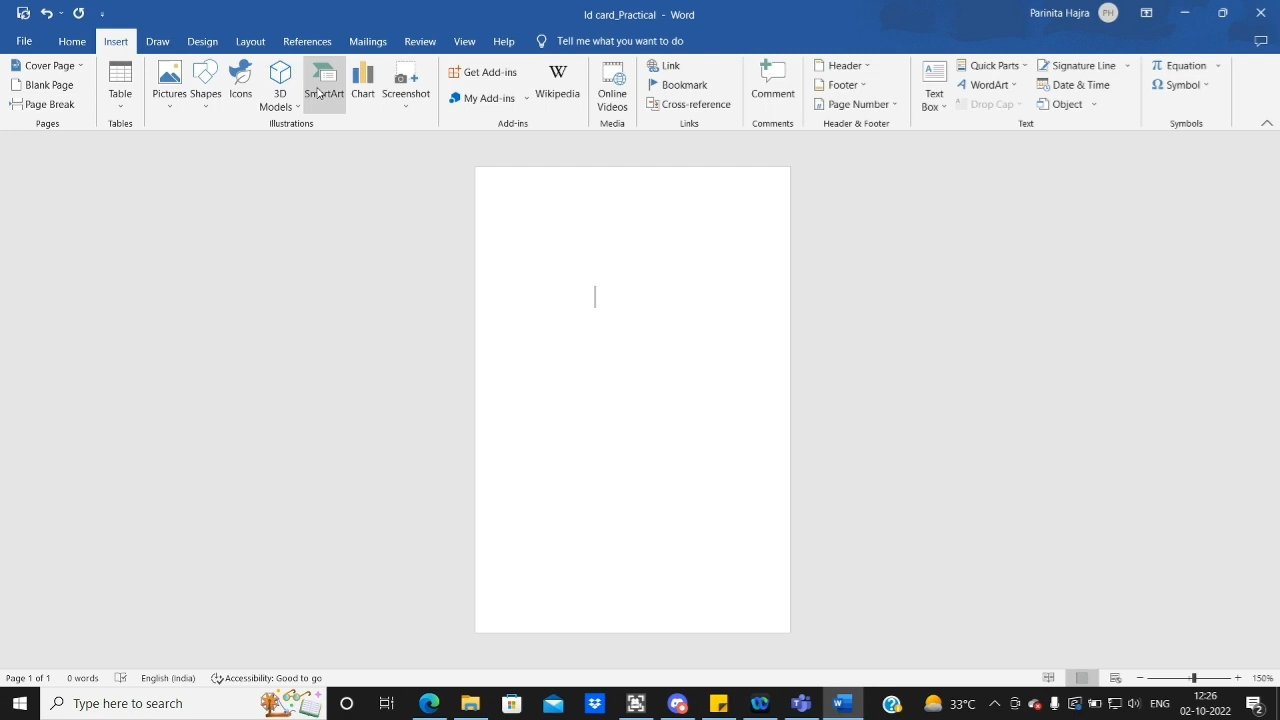 Id card_Practical - Word
Parinita Hajra PH
File Home Insert Draw Design Layout References Mailings Review View Help Tell me what you want to do
Cover Page
Blank Page
Page Break
Pages
Table
Tables
Pictures Shapes Icons 3D Models SmartArt Chart Screenshot
Illustrations
Get Add-ins
My Add-ins
Wikipedia
Add-ins
Online Videos
Media
Link
Bookmark
Cross-reference
Links
Comment
Comments
Header
Footer
Page Number
Header & Footer
Text Box
Quick Parts
WordArt
Drop Cap
Signature Line
Date & Time
Object
Text
Equation
Symbol
Symbols
Page 1 of 1 0 words English (India) Accessibility: Good to go 150%
Type here to search
33°C ENG
12:26
02-10-2022
2